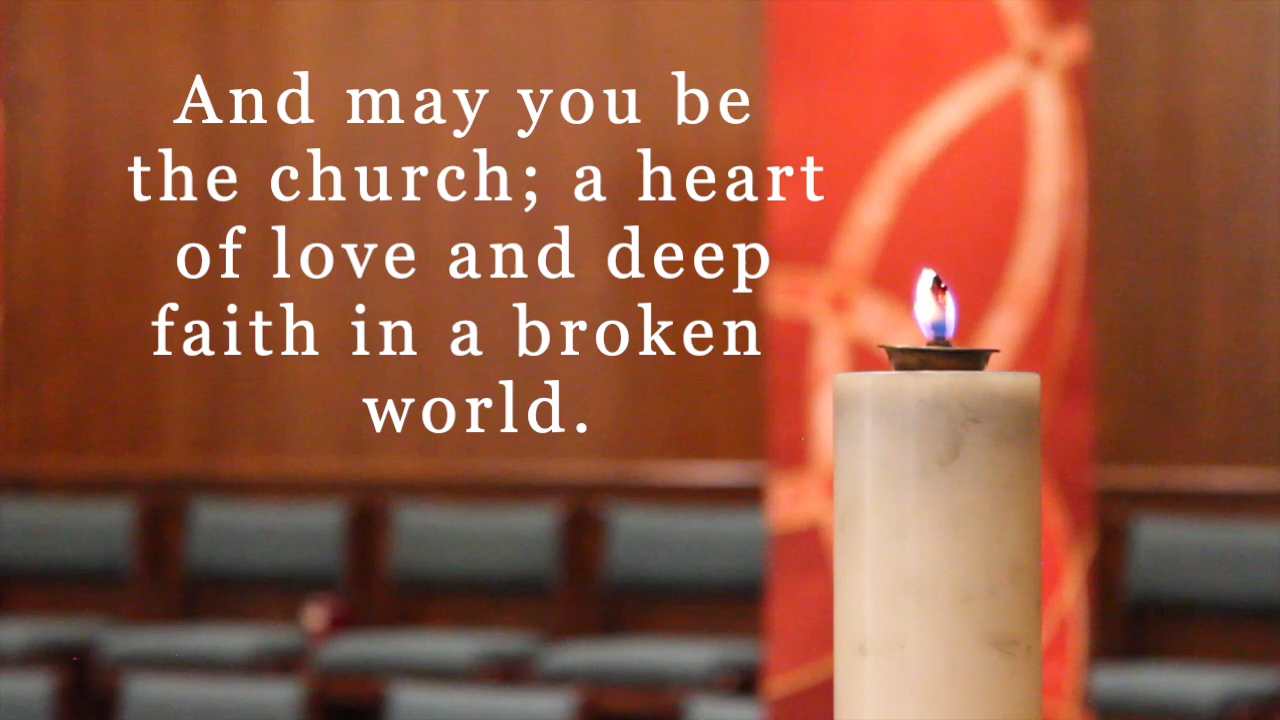 And may you be
the church; a heart
of love and deep
faith in a broken
world.